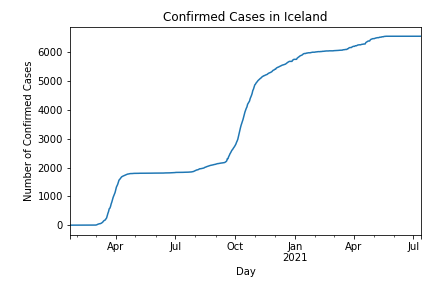 Confirmed Cases in Iceland
Number of Confirmed Cases
6000
5000
4000
3000
2000
1000
0
Apr
Jul
Oct
Jan
2021
Apr
Jul
Day